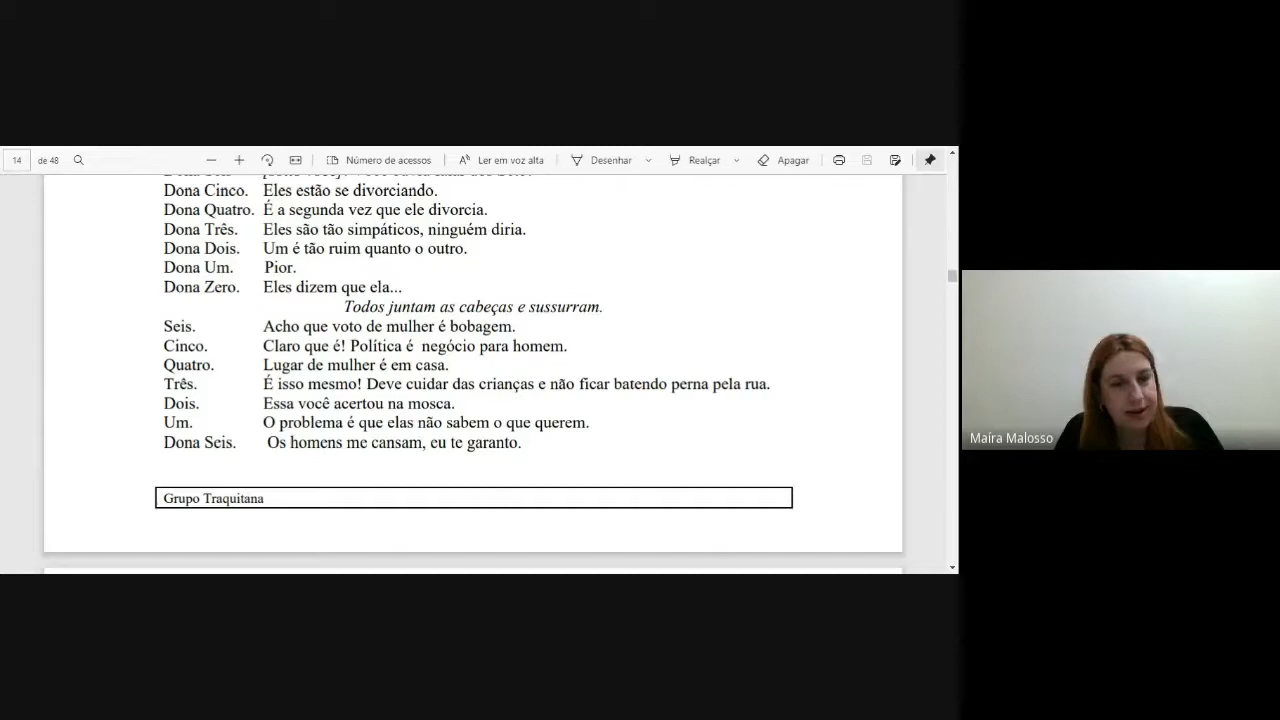 14 de 48 Número de acessos Ler em voz alta Desenhar Realçar Apagar
Dona Cinco. Eles estão se divorciando.
Dona Quatro. É a segunda vez que ele divorcia.
Dona Três. Eles são tão simpáticos, ninguém diria.
Dona Dois. Um é tão ruim quanto o outro.
Dona Um. Pior.
Dona Zero. Eles dizem que ela...
Todos juntam as cabeças e sussurram.
Seis. Acho que voto de mulher é bobagem.
Cinco. Claro que é! Política é negócio para homem.
Quatro. Lugar de mulher é em casa.
Três. É isso mesmo! Deve cuidar das crianças e não ficar batendo perna pela rua.
Dois. Essa você acertou na mosca.
Um. O problema é que elas não sabem o que querem.
Dona Seis. Os homens me cansam, eu te garanto.
Grupo Traquitana
Maíra Malosso